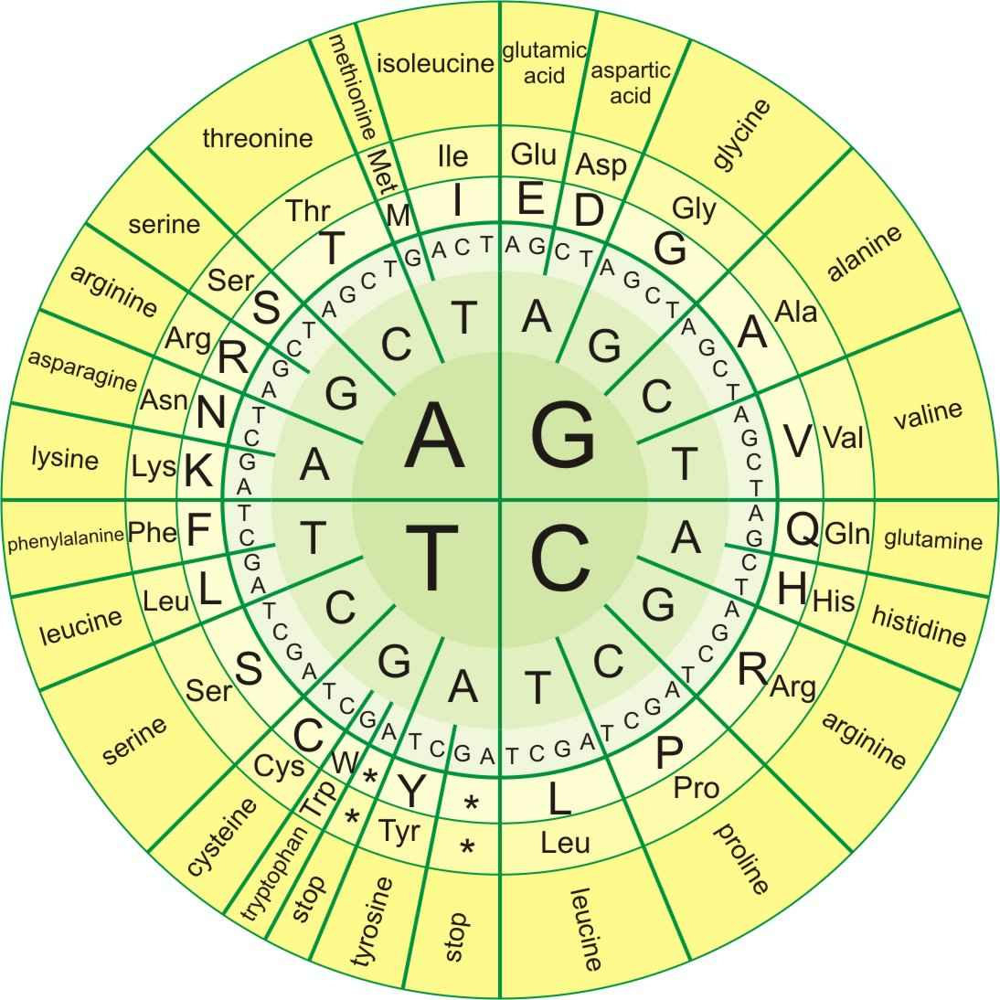 glutamic
acid
aspartic
acid
glycine
alanine
valine
glutamine
histidine
arginine
proline
leucine
stop
tyrosine
stop
tryptophan
cysteine
serine
leucine
phenylalanine
lysine
asparagine
arginine
serine
threonine
methionine
isoleucine
Glu
Asp
Gly
Ala
Val
Gln
His
Arg
Pro
Leu
*
Tyr
*
Trp
Cys
Ser
Leu
Phe
Lys
Asn
Arg
Ser
Thr
Met
Ile
E
D
G
A
V
Q
H
R
P
L
*
Y
*
W
C
S
L
F
K
N
R
S
T
M
I
A G C T A G C T A G C T A G C T
A G C T A G C T A G C T A G C T
A G C T A G C T A G C T A G C T
A G C T A G C T A G C T G A C T
A G C T
A G C T
A G C T
A G C T
A G
T C